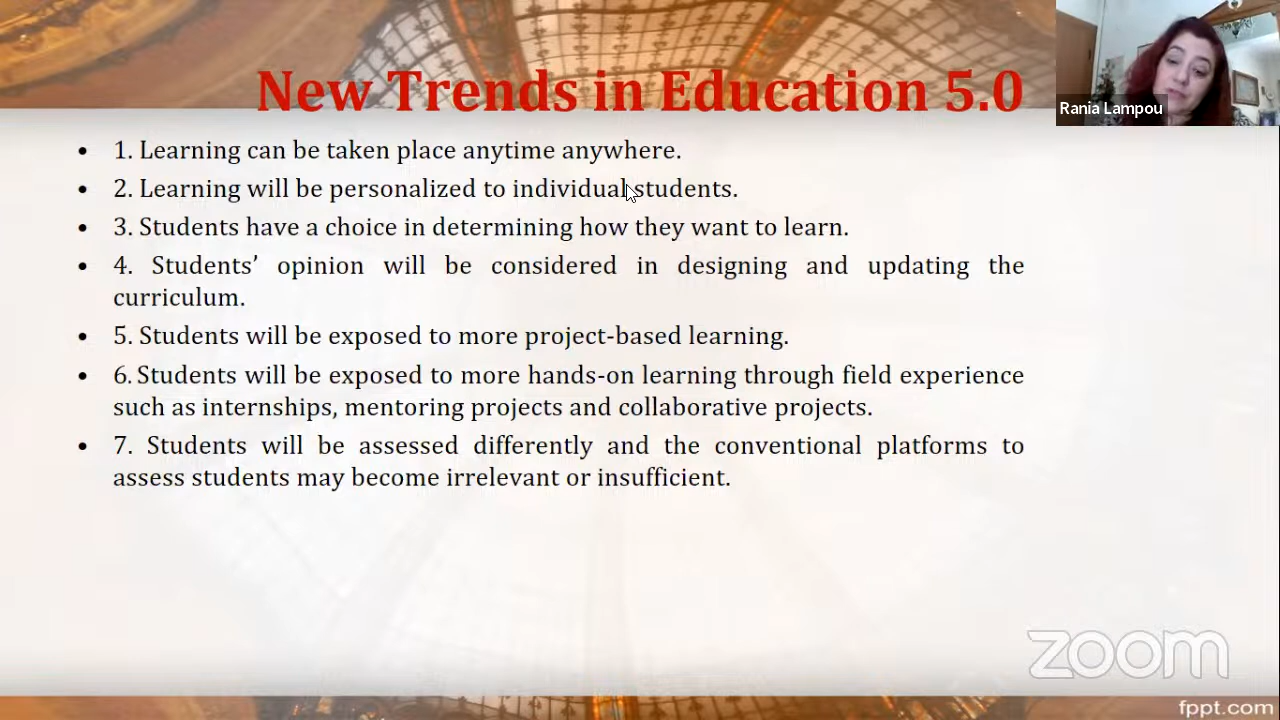 New Trends in Education 5.0
Rania Lampou
• 1. Learning can be taken place anytime anywhere.
• 2. Learning will be personalized to individual students.
• 3. Students have a choice in determining how they want to learn.
• 4. Students’ opinion will be considered in designing and updating the
curriculum.
• 5. Students will be exposed to more project-based learning.
• 6. Students will be exposed to more hands-on learning through field experience
such as internships, mentoring projects and collaborative projects.
• 7. Students will be assessed differently and the conventional platforms to
assess students may become irrelevant or insufficient.
zoom
fppt.com